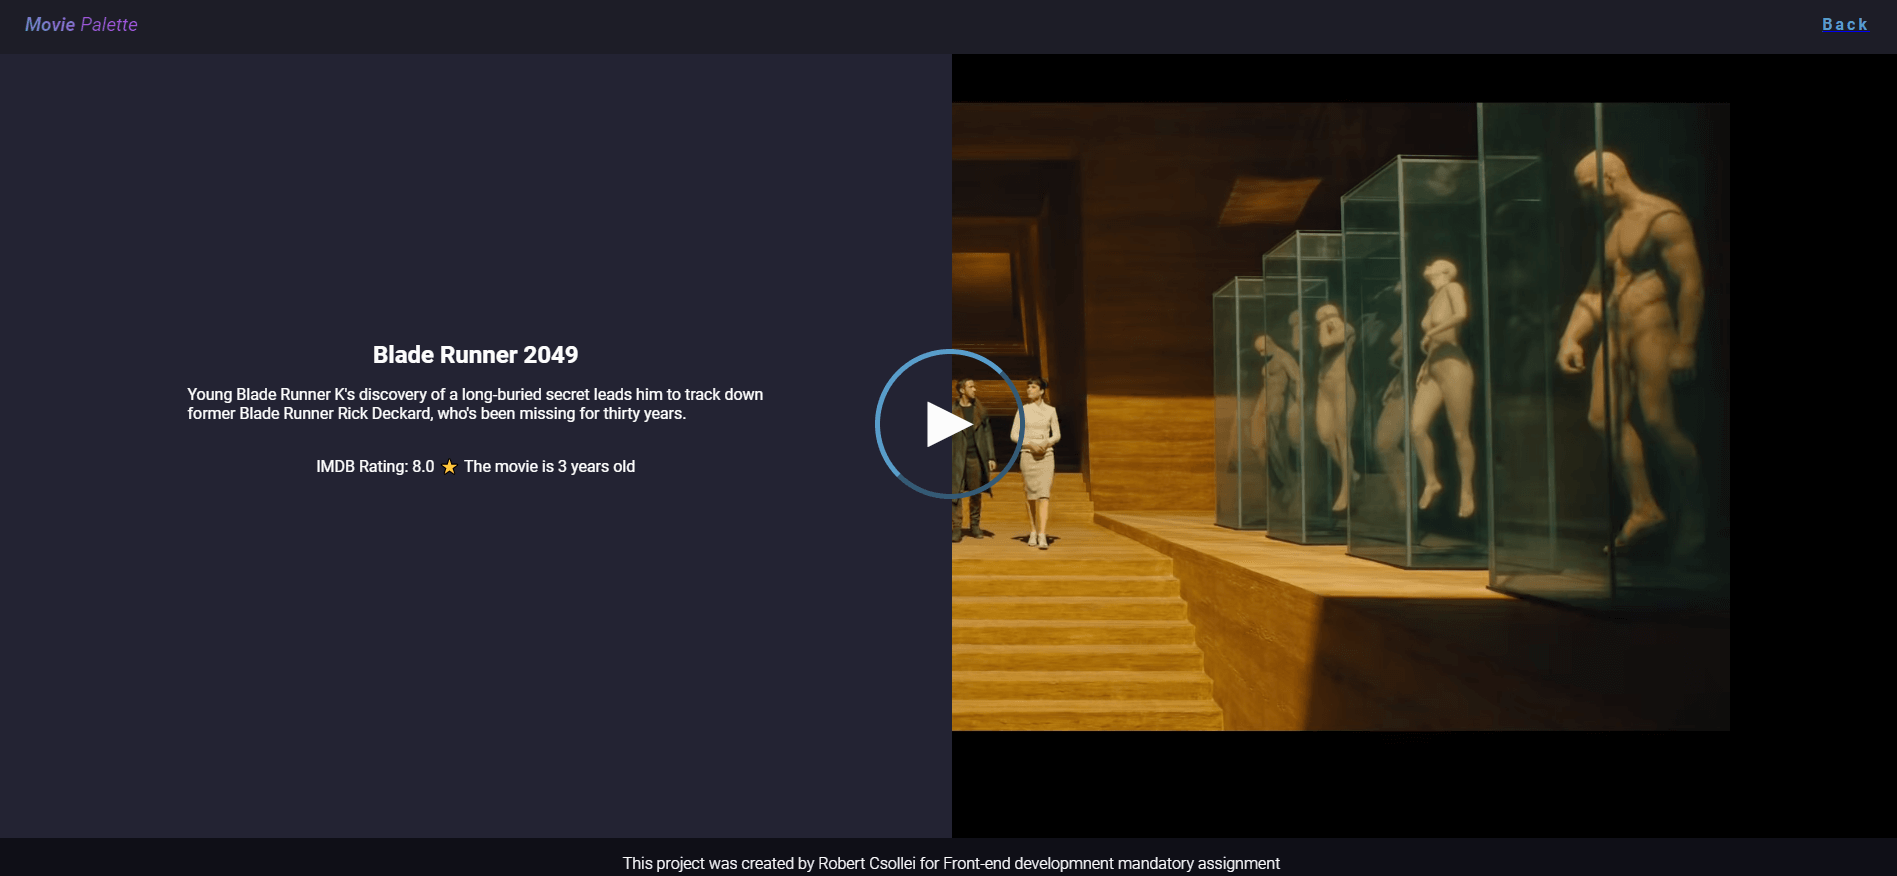 Movie Palette
Back
Blade Runner 2049
Young Blade Runner K's discovery of a long-buried secret leads him to track down
former Blade Runner Rick Deckard, who's been missing for thirty years.
IMDB Rating: 8.0 ⭐ The movie is 3 years old
This project was created by Robert Csollei for Front-end developmnent mandatory assignment